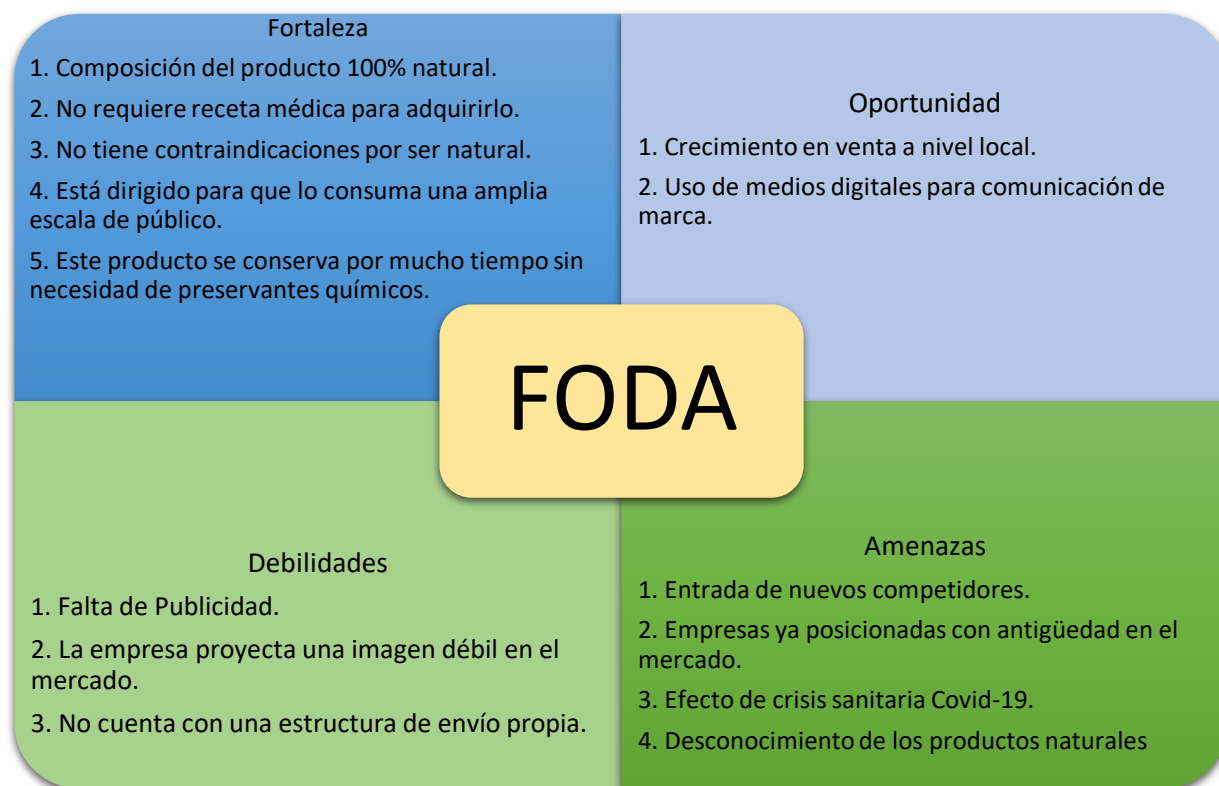 Fortaleza
1. Composición del producto 100% natural.
2. No requiere receta médica para adquirirlo.
3. No tiene contraindicaciones por ser natural.
4. Está dirigido para que lo consuma una amplia
escala de público.
5. Este producto se conserva por mucho tiempo sin
necesidad de preservantes químicos.
Oportunidad
1. Crecimiento en venta a nivel local.
2. Uso de medios digitales para comunicación de
marca.
FODA
Debilidades
1. Falta de Publicidad.
2. La empresa proyecta una imagen débil en el
mercado.
3. No cuenta con una estructura de envío propia.
Amenazas
1. Entrada de nuevos competidores.
2. Empresas ya posicionadas con antigüedad en el
mercado.
3. Efecto de crisis sanitaria Covid-19.
4. Desconocimiento de los productos naturales